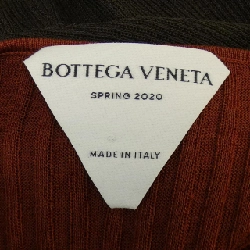 BOTTEGA VENETA
SPRING 2020
MADE IN ITALY